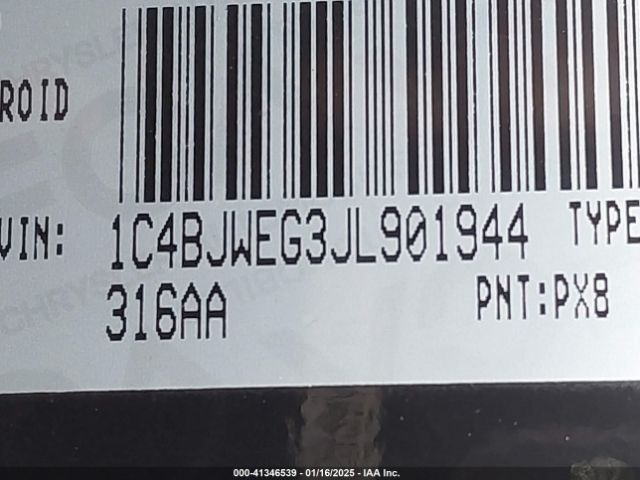 ROID
VIN: 1C4BJWEG3JL901944 TYPE
316AA PNT:PX8
000-41346539 - 01/16/2025 - IAA Inc.